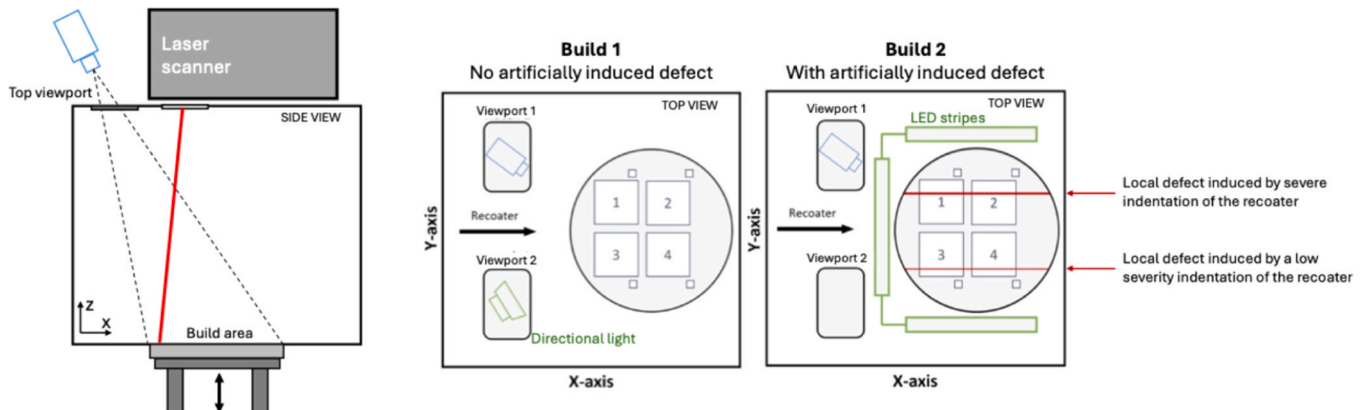 Laser
scanner
Top viewport
SIDE VIEW
Z
X
Build area
Build 1
No artificially induced defect
TOP VIEW
Viewport 1
Y-axis
Recoater
1
2
3
4
Viewport 2
Directional light
X-axis
Build 2
With artificially induced defect
TOP VIEW
Viewport 1
LED stripes
Y-axis
Recoater
1
2
3
4
Viewport 2
X-axis
Local defect induced by severe
indentation of the recoater
Local defect induced by a low
severity indentation of the recoater